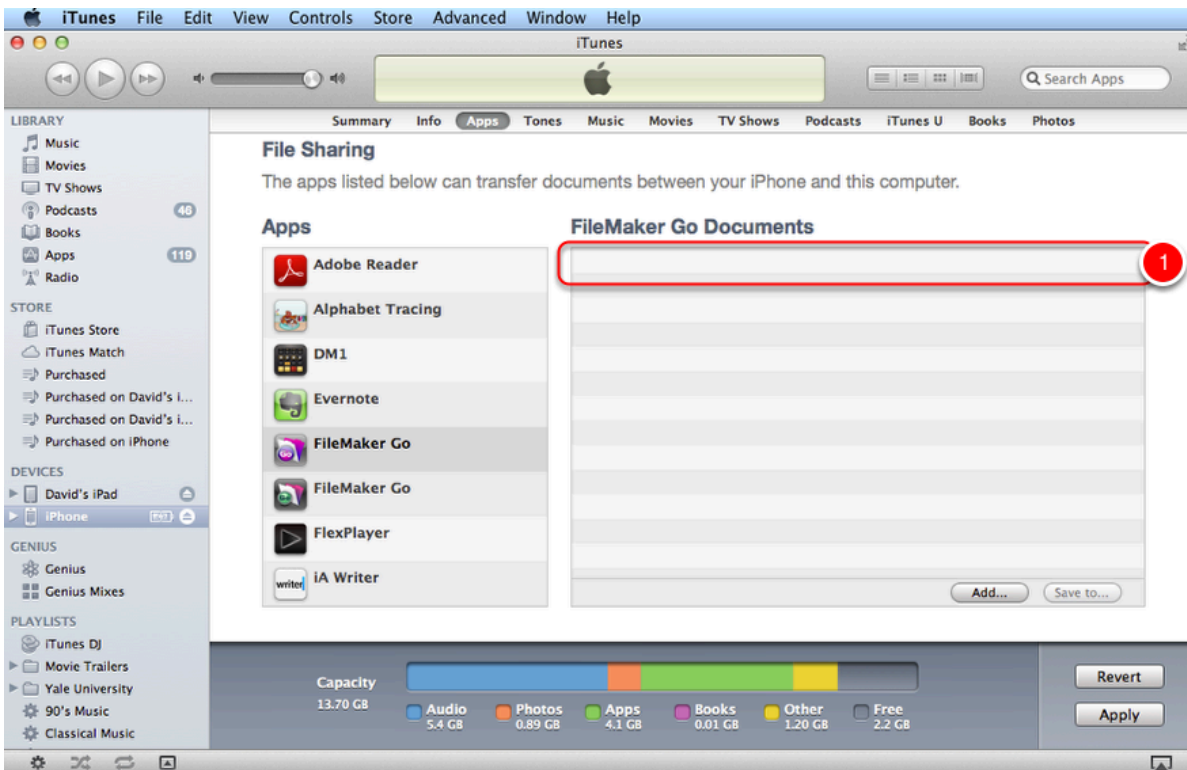 iTunes File Edit View Controls Store Advanced Window Help
iTunes
Search Apps
LIBRARY
Music
Movies
TV Shows
Podcasts 46
Books
Apps 119
Radio
STORE
iTunes Store
iTunes Match
Purchased
Purchased on David's i...
Purchased on David's i...
Purchased on iPhone
DEVICES
David's iPad
iPhone
GENIUS
Genius
Genius Mixes
PLAYLISTS
iTunes DJ
Movie Trailers
Yale University
90's Music
Classical Music
Summary Info Apps Tones Music Movies TV Shows Podcasts iTunes U Books Photos
File Sharing
The apps listed below can transfer documents between your iPhone and this computer.
Apps
Adobe Reader
Alphabet Tracing
DM1
Evernote
GO
FileMaker Go
FileMaker Go
FlexPlayer
writer
iA Writer
FileMaker Go Documents
1
Add... Save to...
Capacity
13.70 GB
Audio
5.4 GB
Photos
0.89 GB
Apps
4.1 GB
Books
0.01 GB
Other
1.20 GB
Free
2.2 GB
Revert
Apply